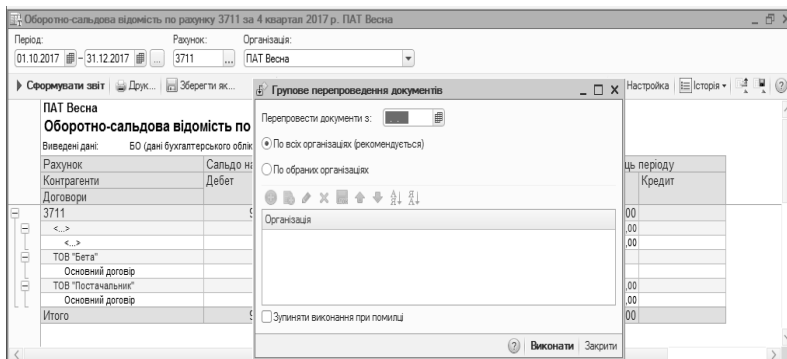 Оборотно-сальдова відомість по рахунку 3711 за 4 квартал 2017 р. ПАТ Весна
Період: Рахунок: Організація:
01.10.2017 – 31.12.2017 ... 3711 ... ПАТ Весна
Сформувати звіт Друк... Зберегти як... Настройка Історія
ПАТ Весна
Оборотно-сальдова відомість по
Виведені дані: БО (дані бухгалтерського облік
Рахунок Сальдо на ць періоду
Контрагенти Дебет Кредит
Договори
3711 9 00
<...> ,00
<...> ,00
ТОВ "Бета"
Основний договір
ТОВ "Постачальник" ,00
Основний договір ,00
Итого 9 00
Групове перепроведення документів
Перепровести документи з: . .
По всіх організаціях (рекомендується)
По обраних організаціях
Організація
Зупиняти виконання при помилці
Виконати Закрити